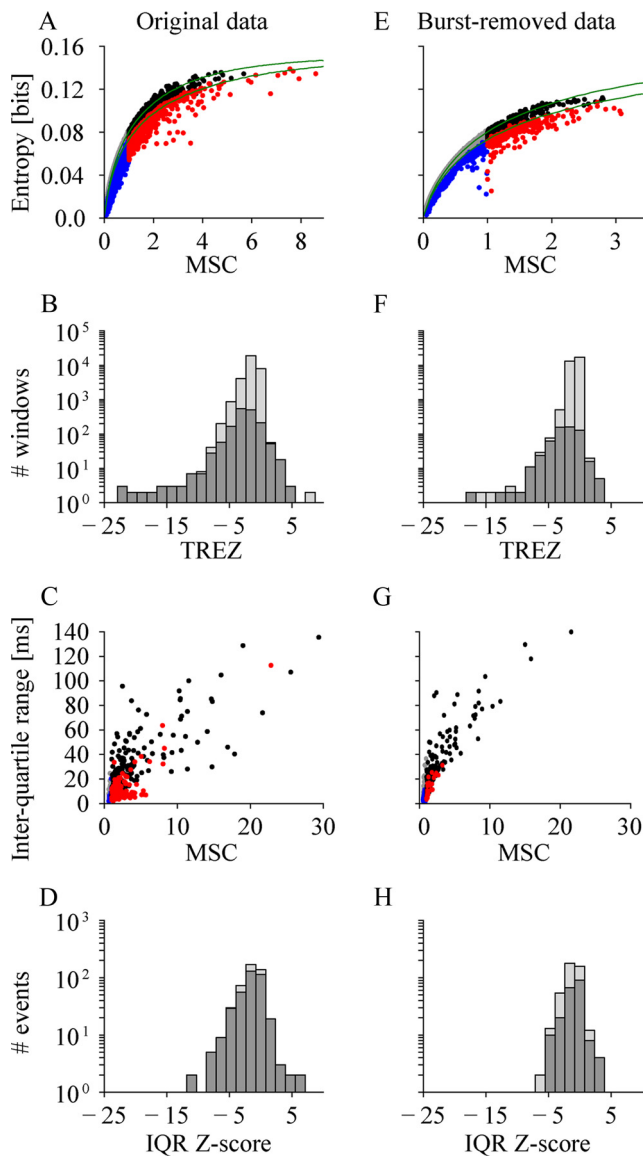 A Original data
E Burst-removed data
Entropy [bits]
0.16
0.12
0.08
0.04
0.0
0 2 4 6 8
MSC
0 1 2 3
MSC
B
F
# windows
10^5
10^4
10^3
10^2
10^1
10^0
−25 −15 −5 5
TREZ
−25 −15 −5 5
TREZ
C
G
Inter-quartile range [ms]
140
120
100
80
60
40
20
0
0 10 20 30
MSC
0 10 20 30
MSC
D
H
# events
10^3
10^2
10^1
10^0
−25 −15 −5 5
IQR Z-score
−25 −15 −5 5
IQR Z-score